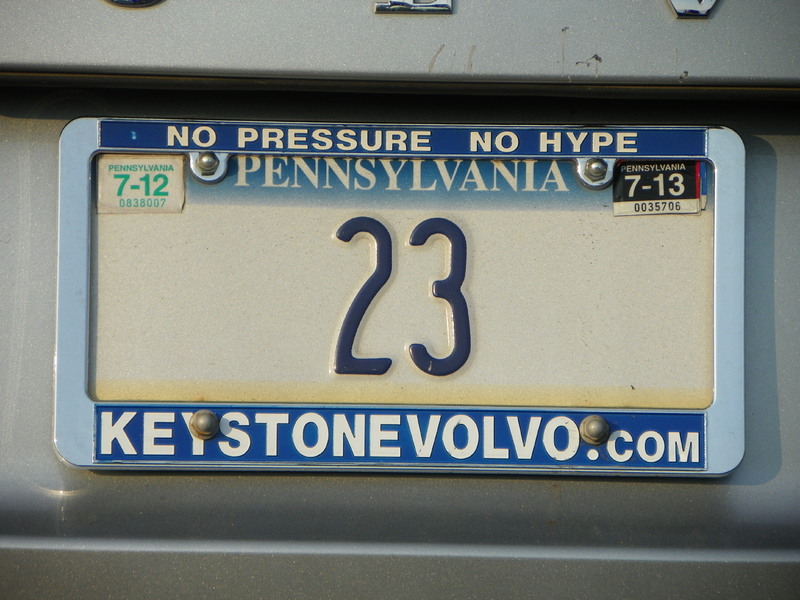 NO PRESSURE NO HYPE
PENNSYLVANIA
7-12
0838007
PENNSYLVANIA
PENNSYLVANIA
7-13
0035706
23
KEYSTONEVOLVO.COM